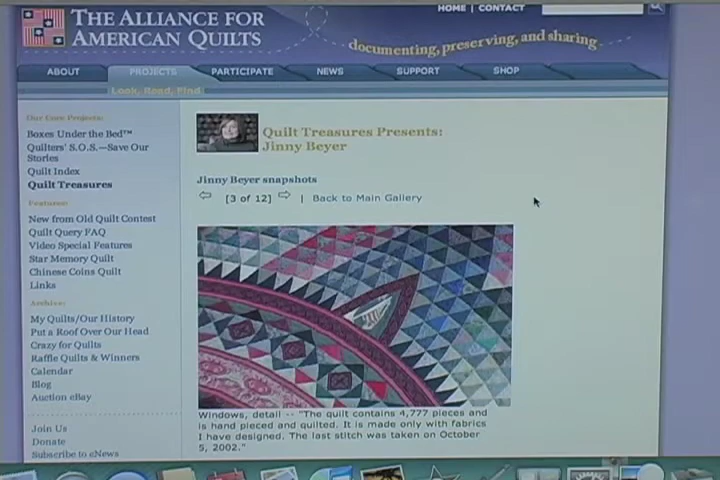 THE ALLIANCE FOR
AMERICAN QUILTS
HOME | CONTACT
documenting, preserving, and sharing
ABOUT
PROJECTS
PARTICIPATE
NEWS
SUPPORT
SHOP
Look, Read, Find
Our Core Projects:
Boxes Under the Bed™
Quilters' S.O.S.—Save Our
Stories
Quilt Index
Quilt Treasures
Features:
New from Old Quilt Contest
Quilt Query FAQ
Video Special Features
Star Memory Quilt
Chinese Coins Quilt
Links
Archive:
My Quilts/Our History
Put a Roof Over Our Head
Crazy for Quilts
Raffle Quilts & Winners
Calendar
Blog
Auction eBay
Join Us
Donate
Subscribe to eNews
Quilt Treasures Presents:
Jinny Beyer
Jinny Beyer snapshots
[3 of 12] | Back to Main Gallery
Windows, detail -- "The quilt contains 4,777 pieces and
is hand pieced and quilted. It is made only with fabrics
I have designed. The last stitch was taken on October
5, 2002."